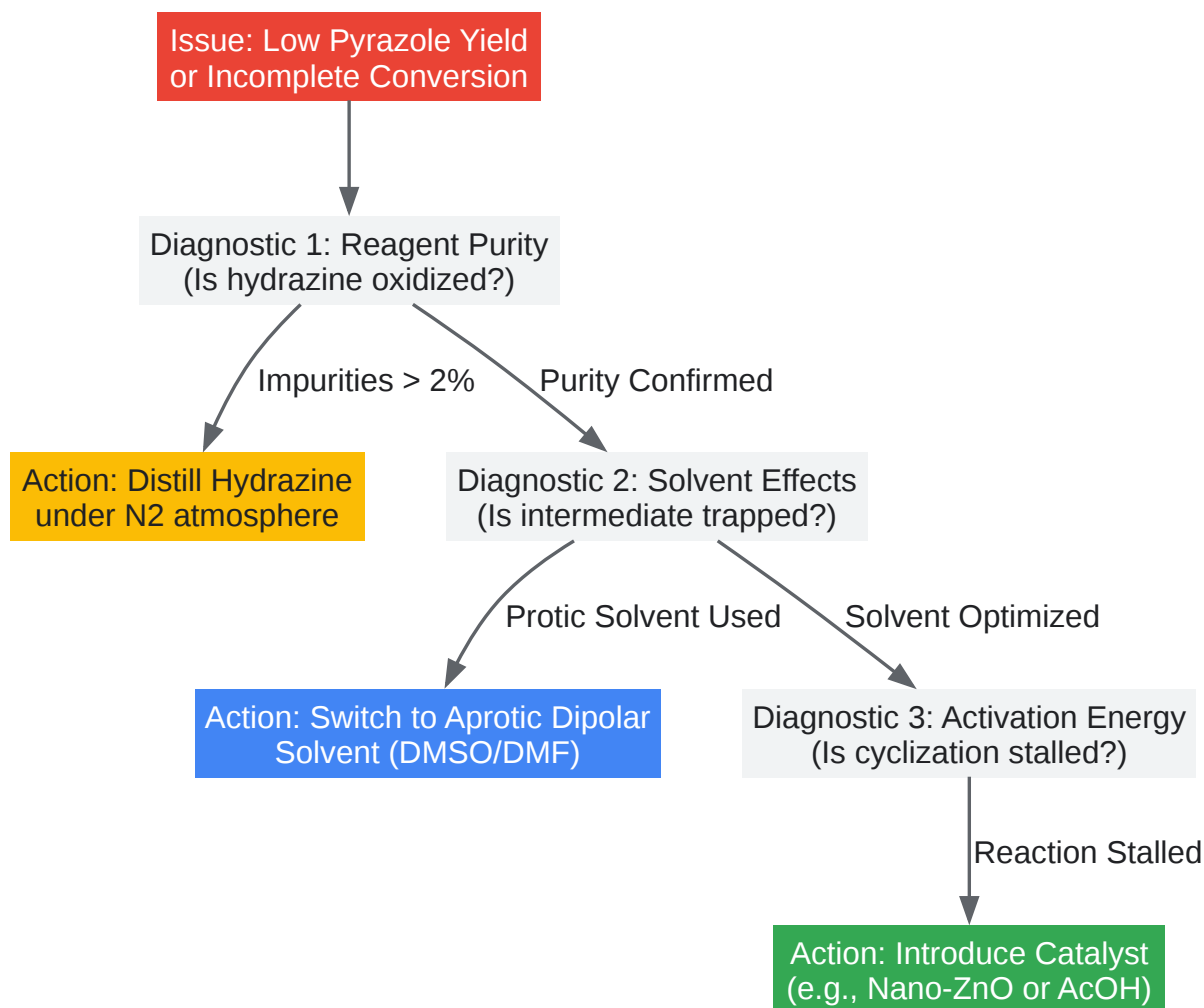 Issue: Low Pyrazole Yield
or Incomplete Conversion
Diagnostic 1: Reagent Purity
(Is hydrazine oxidized?)
Impurities > 2%
Purity Confirmed
Action: Distill Hydrazine
under N2 atmosphere
Diagnostic 2: Solvent Effects
(Is intermediate trapped?)
Protic Solvent Used
Solvent Optimized
Action: Switch to Aprotic Dipolar
Solvent (DMSO/DMF)
Diagnostic 3: Activation Energy
(Is cyclization stalled?)
Reaction Stalled
Action: Introduce Catalyst
(e.g., Nano-ZnO or AcOH)